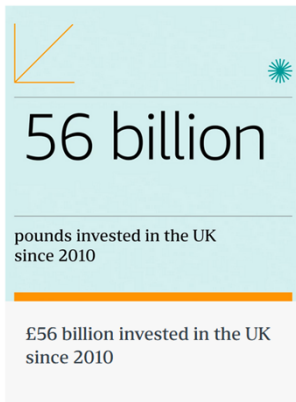 56 billion
pounds invested in the UK
since 2010
£56 billion invested in the UK
since 2010